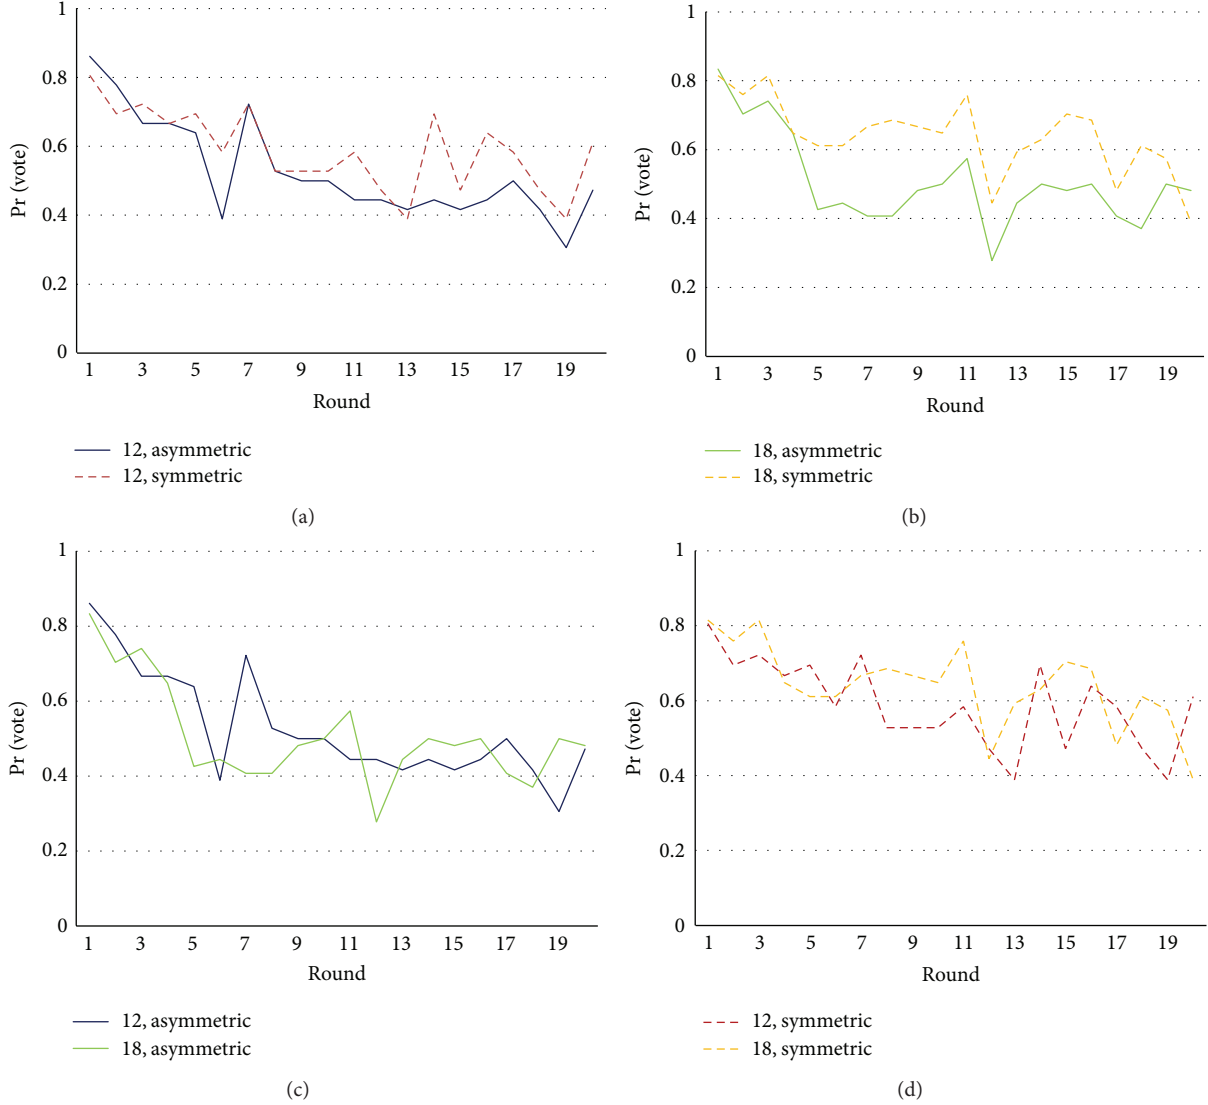 1
0.8
0.6
0.4
0.2
0
Pr (vote)
1 3 5 7 9 11 13 15 17 19
Round
12, asymmetric
12, symmetric
(a)
1
0.8
0.6
0.4
0.2
0
Pr (vote)
1 3 5 7 9 11 13 15 17 19
Round
18, asymmetric
18, symmetric
(b)
1
0.8
0.6
0.4
0.2
0
Pr (vote)
1 3 5 7 9 11 13 15 17 19
Round
12, asymmetric
18, asymmetric
(c)
1
0.8
0.6
0.4
0.2
0
Pr (vote)
1 3 5 7 9 11 13 15 17 19
Round
12, symmetric
18, symmetric
(d)